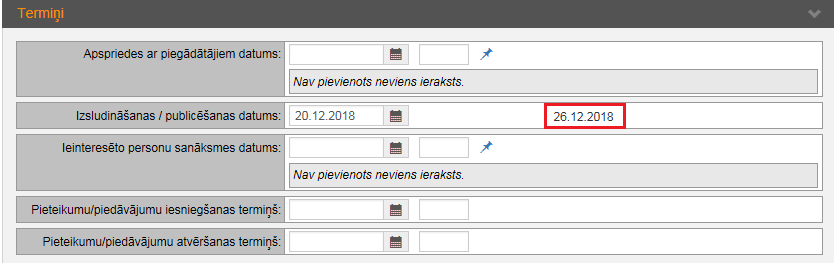 Termiņi
Apspriedes ar piegādātājiem datums:
Nav pievienots neviens ieraksts.
Izsludināšanas / publicēšanas datums: 20.12.2018 26.12.2018
Ieinteresēto personu sanāksmes datums:
Nav pievienots neviens ieraksts.
Pieteikumu/piedāvājumu iesniegšanas termiņš:
Pieteikumu/piedāvājumu atvēršanas termiņš: